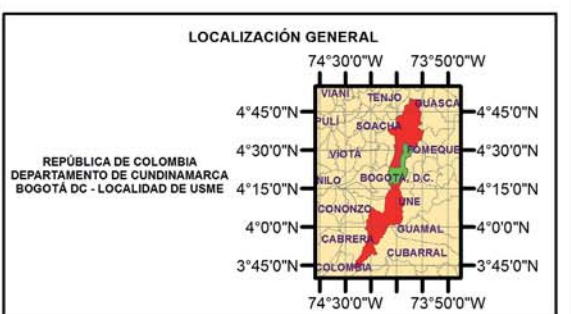 LOCALIZACIÓN GENERAL
74°30'0"W 73°50'0"W
VIANI TENJO GUASCA
4°45'0"N 4°45'0"N
PULÍ SOACHA
4°30'0"N VIOTÁ FOMEQUE 4°30'0"N
REPÚBLICA DE COLOMBIA
DEPARTAMENTO DE CUNDINAMARCA
BOGOTÁ DC - LOCALIDAD DE USME
NILO BOGOTÁ, D.C.
4°15'0"N 4°15'0"N
CONONZO UNE
4°0'0"N GUAMAL 4°0'0"N
CABRERA CUBARRAL
3°45'0"N COLOMBIA 3°45'0"N
74°30'0"W 73°50'0"W